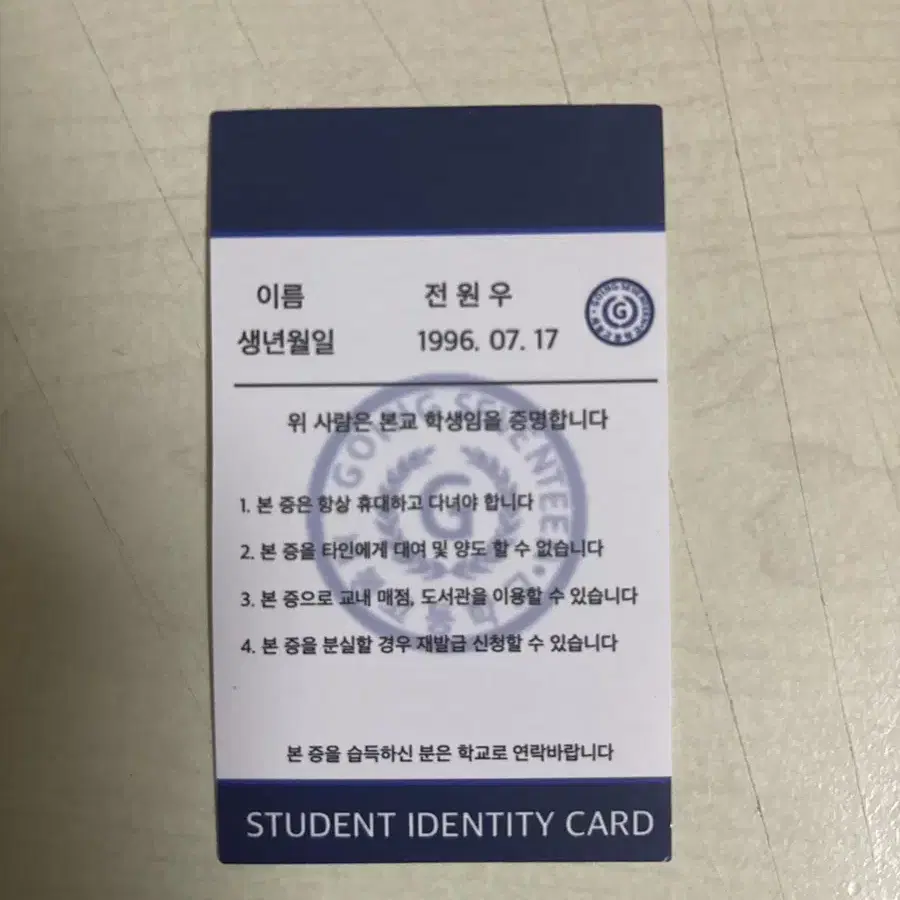 이름 전원우
생년월일 1996. 07. 17
GOING SEVENTEEN
위 사람은 본교 학생임을 증명합니다
GOING SEVENTEEN
G
1. 본 증은 항상 휴대하고 다녀야 합니다
2. 본 증을 타인에게 대여 및 양도 할 수 없습니다
3. 본 증으로 교내 매점, 도서관을 이용할 수 있습니다
4. 본 증을 분실할 경우 재발급 신청할 수 있습니다
본 증을 습득하신 분은 학교로 연락바랍니다
STUDENT IDENTITY CARD